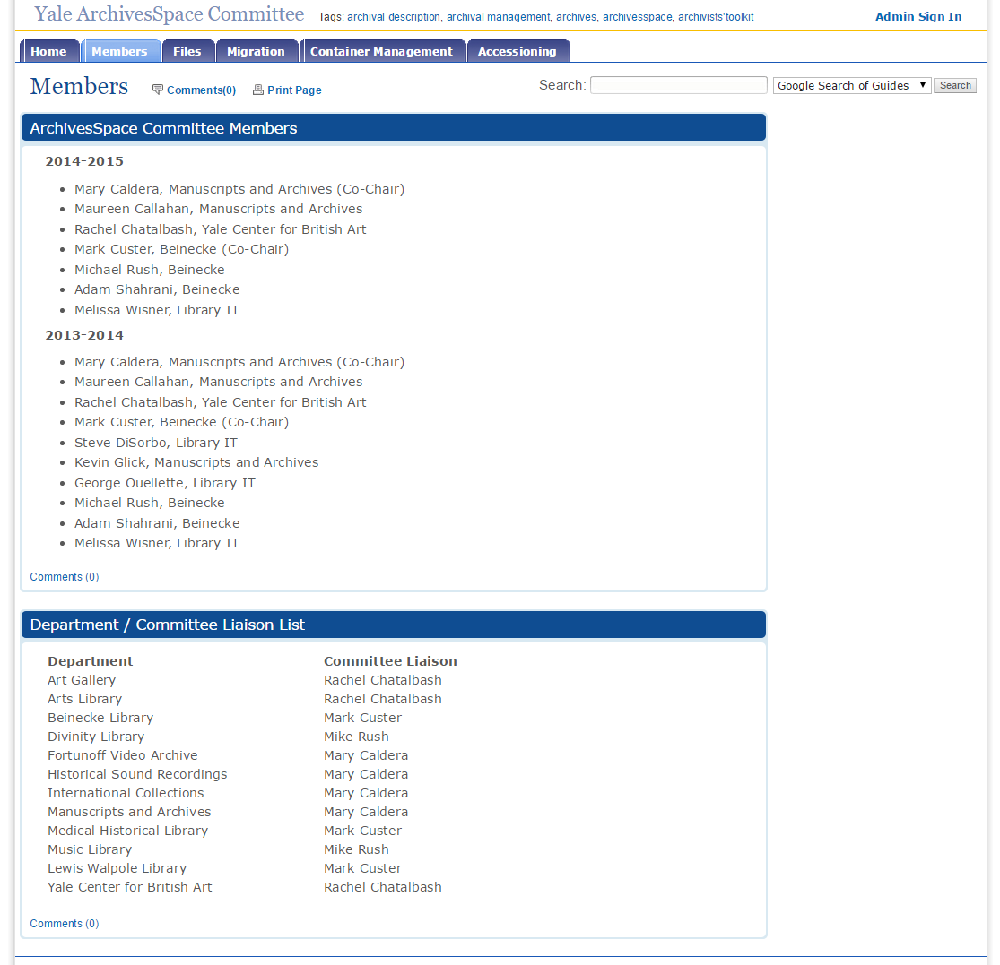 Yale ArchivesSpace Committee Tags: archival description, archival management, archives, archivesspace, archivists'toolkit Admin Sign In
Home Members Files Migration Container Management Accessioning
Members Comments(0) Print Page Search: Google Search of Guides Search
ArchivesSpace Committee Members
2014-2015
• Mary Caldera, Manuscripts and Archives (Co-Chair)
• Maureen Callahan, Manuscripts and Archives
• Rachel Chatalbash, Yale Center for British Art
• Mark Custer, Beinecke (Co-Chair)
• Michael Rush, Beinecke
• Adam Shahrani, Beinecke
• Melissa Wisner, Library IT
2013-2014
• Mary Caldera, Manuscripts and Archives (Co-Chair)
• Maureen Callahan, Manuscripts and Archives
• Rachel Chatalbash, Yale Center for British Art
• Mark Custer, Beinecke (Co-Chair)
• Steve DiSorbo, Library IT
• Kevin Glick, Manuscripts and Archives
• George Ouellette, Library IT
• Michael Rush, Beinecke
• Adam Shahrani, Beinecke
• Melissa Wisner, Library IT
Comments (0)
Department / Committee Liaison List
Department Committee Liaison
Art Gallery Rachel Chatalbash
Arts Library Rachel Chatalbash
Beinecke Library Mark Custer
Divinity Library Mike Rush
Fortunoff Video Archive Mary Caldera
Historical Sound Recordings Mary Caldera
International Collections Mary Caldera
Manuscripts and Archives Mary Caldera
Medical Historical Library Mark Custer
Music Library Mike Rush
Lewis Walpole Library Mark Custer
Yale Center for British Art Rachel Chatalbash
Comments (0)